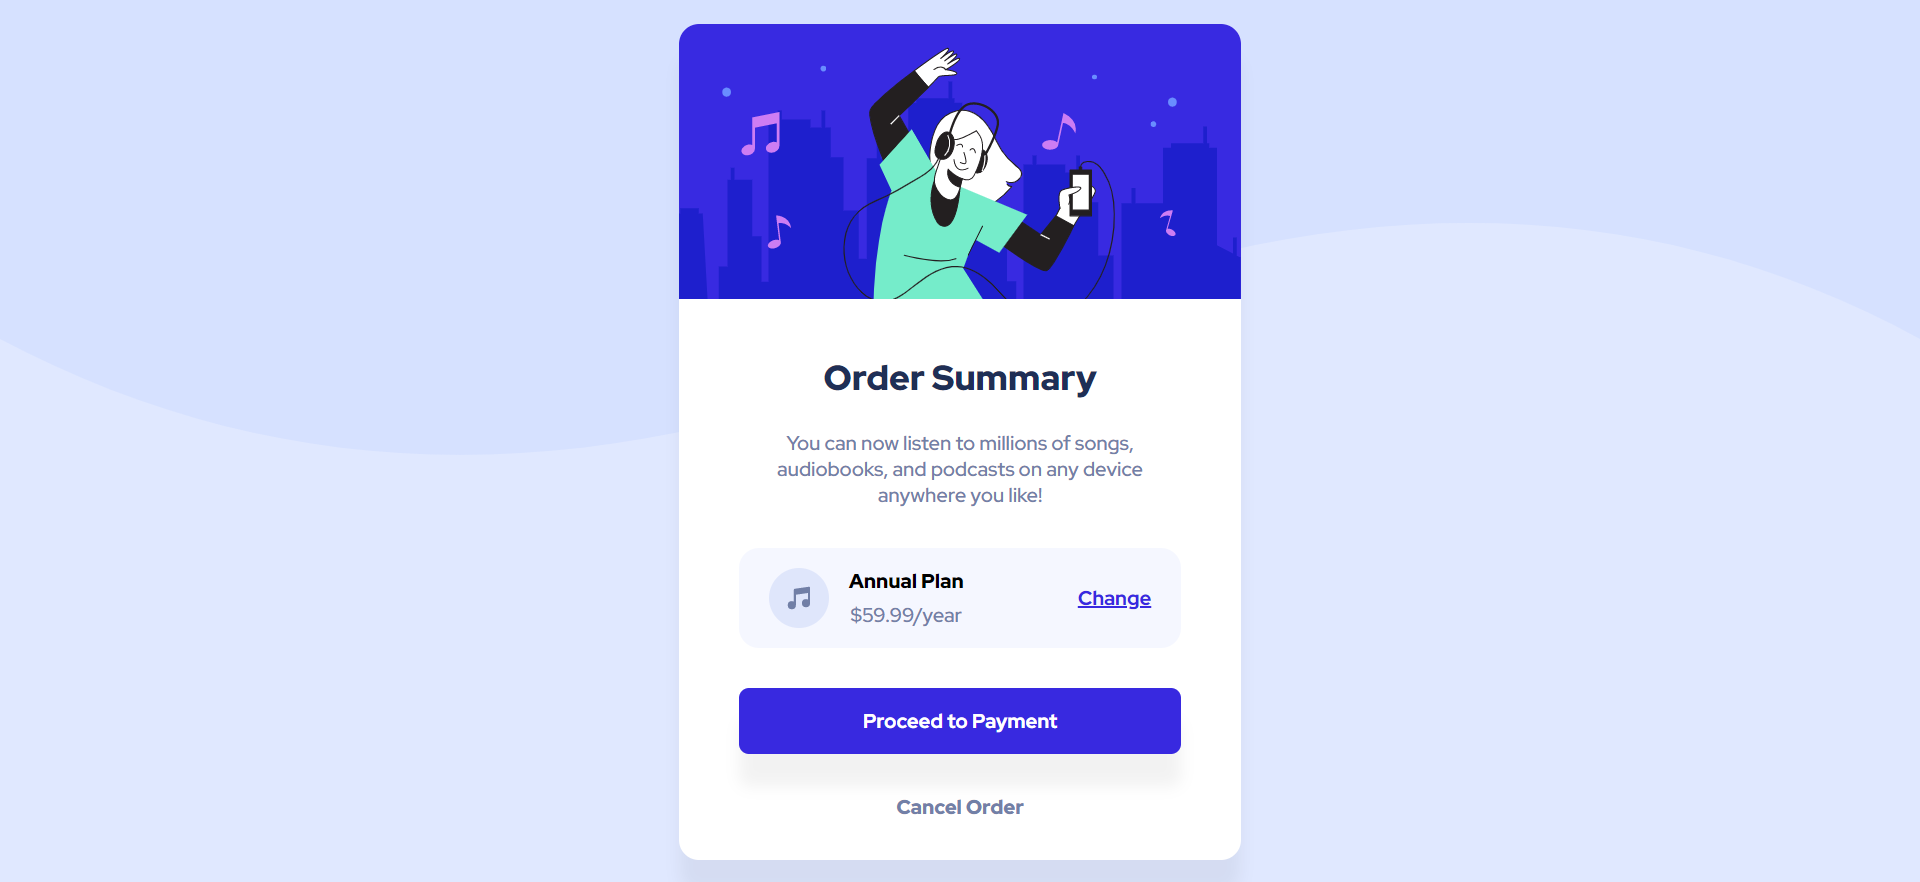 Order Summary
You can now listen to millions of songs,
audiobooks, and podcasts on any device
anywhere you like!
Annual Plan
$59.99/year
Change
Proceed to Payment
Cancel Order